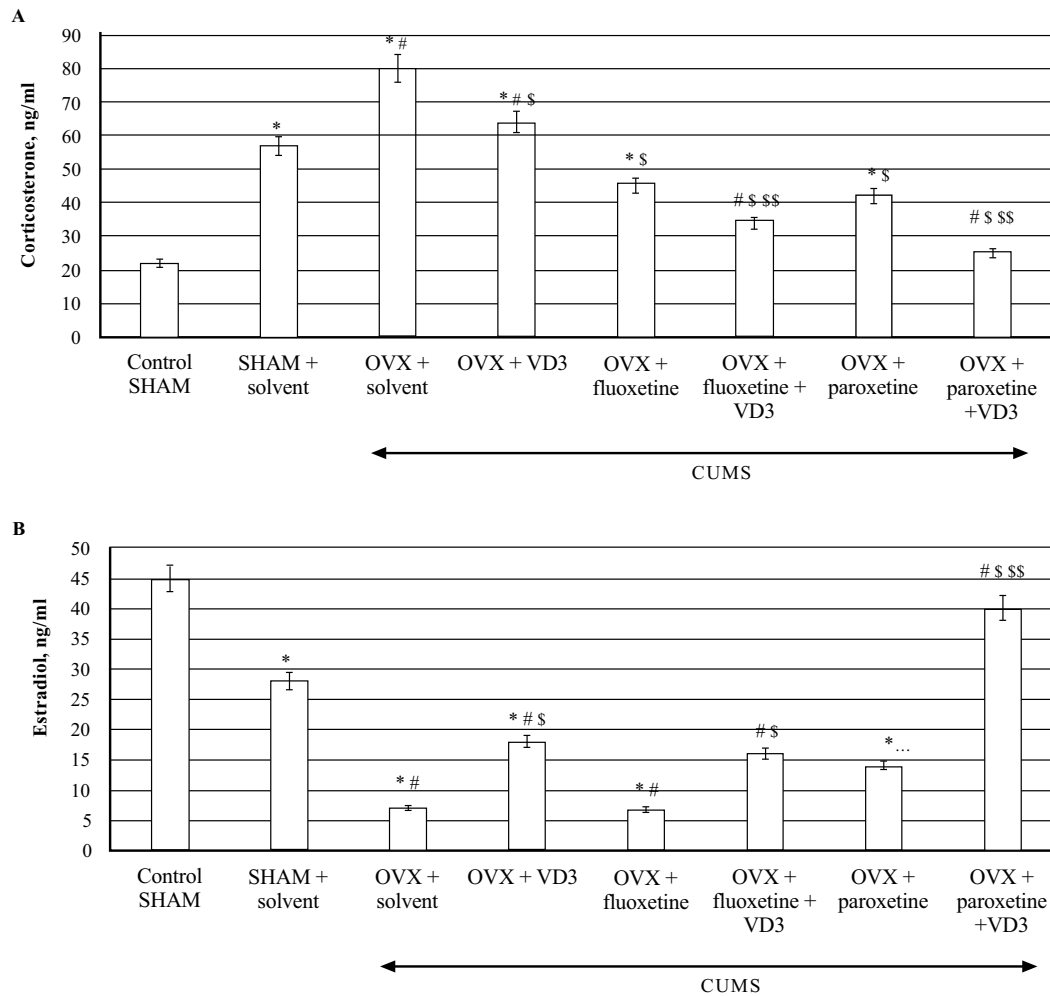 A
Corticosterone, ng/ml
90
80
70
60
50
40
30
20
10
0
*
* #
* # $
* $
# $ $$
* $
# $ $$
Control
SHAM
SHAM +
solvent
OVX +
solvent
OVX + VD3
OVX +
fluoxetine
OVX +
fluoxetine +
VD3
OVX +
paroxetine
OVX +
paroxetine
+VD3
CUMS
B
Estradiol, ng/ml
50
45
40
35
30
25
20
15
10
5
0
*
* #
* # $
* #
# $
* ...
# $ $$
Control
SHAM
SHAM +
solvent
OVX +
solvent
OVX + VD3
OVX +
fluoxetine
OVX +
fluoxetine +
VD3
OVX +
paroxetine
OVX +
paroxetine
+VD3
CUMS